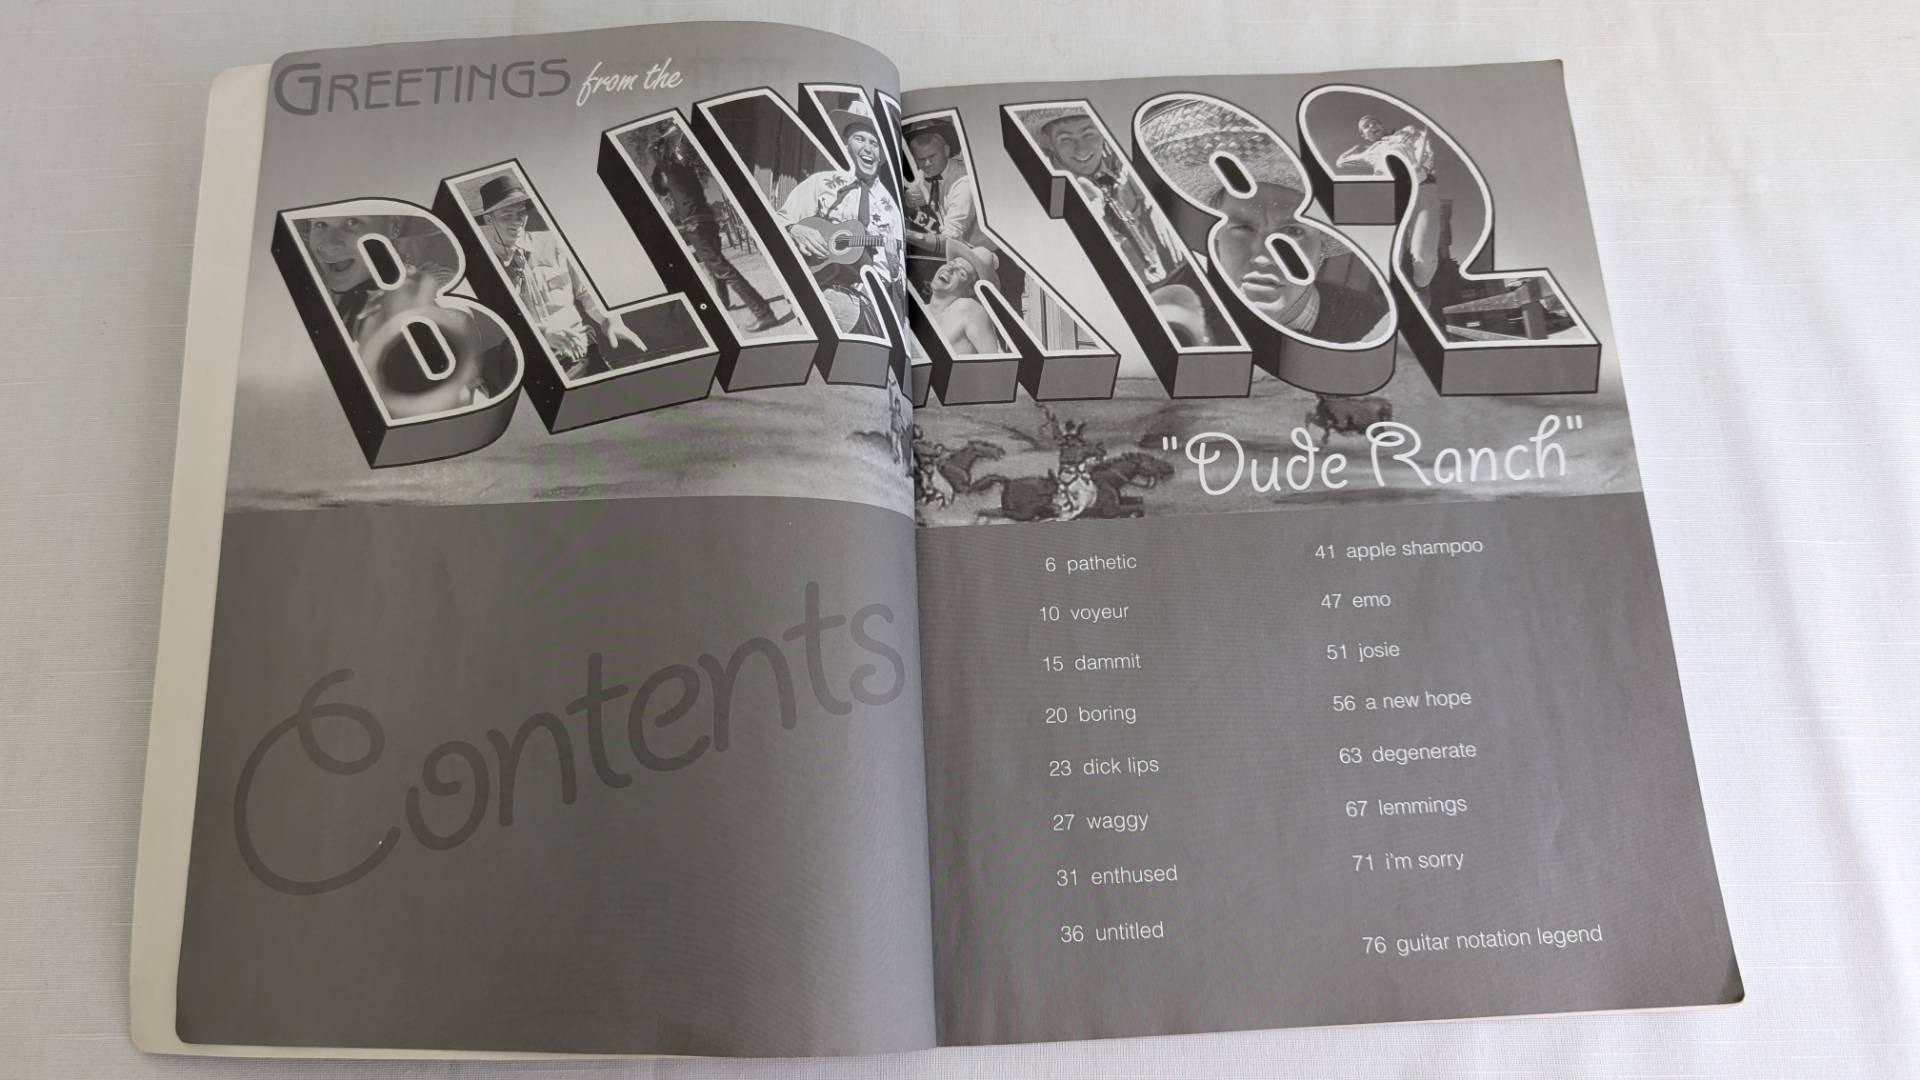 GREETINGS from the
BLINK 182
"Dude Ranch"
Contents
6 pathetic
10 voyeur
15 dammit
20 boring
23 dick lips
27 waggy
31 enthused
36 untitled
41 apple shampoo
47 emo
51 josie
56 a new hope
63 degenerate
67 lemmings
71 i'm sorry
76 guitar notation legend